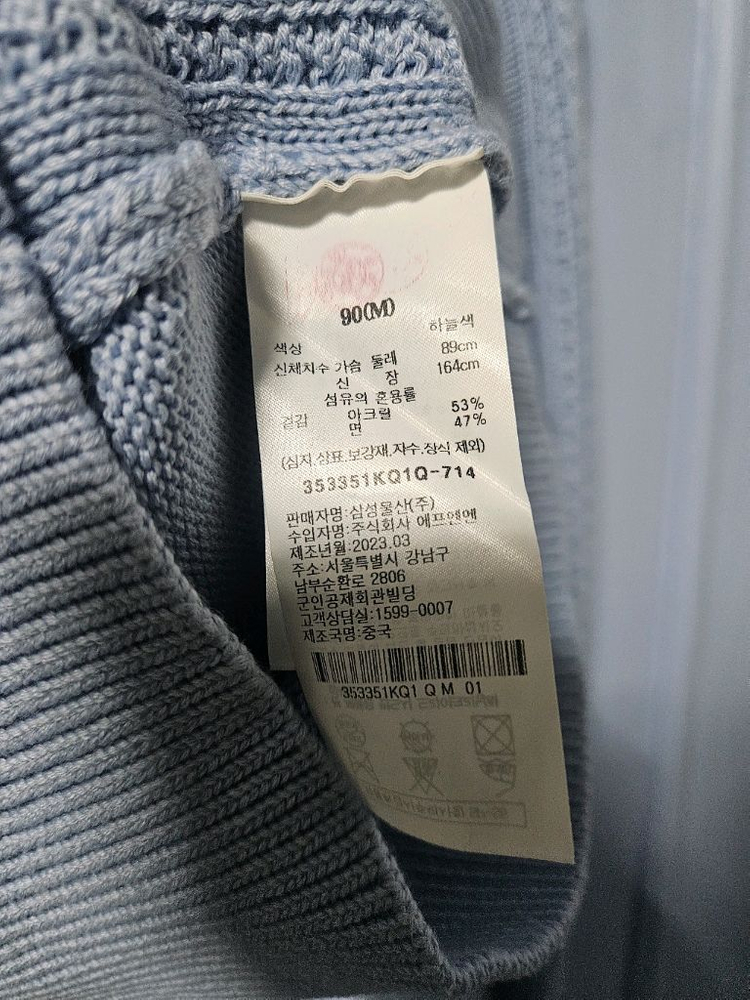 90(M)
색상 하늘색
신체치수 가슴 둘레 89cm
신 장 164cm
섬유의 혼용률
겉감 아크릴 53%
면 47%
(심지.상표.보강재,자수.장식 제외)
353351KQ1Q-714
판매자명:삼성물산(주)
수입자명:주식회사 에프엔엔
제조년월:2023.03
주소:서울특별시 강남구
남부순환로 2806
군인공제회관빌딩
고객상담실:1599-0007
제조국명:중국
353351KQ1 Q M 01